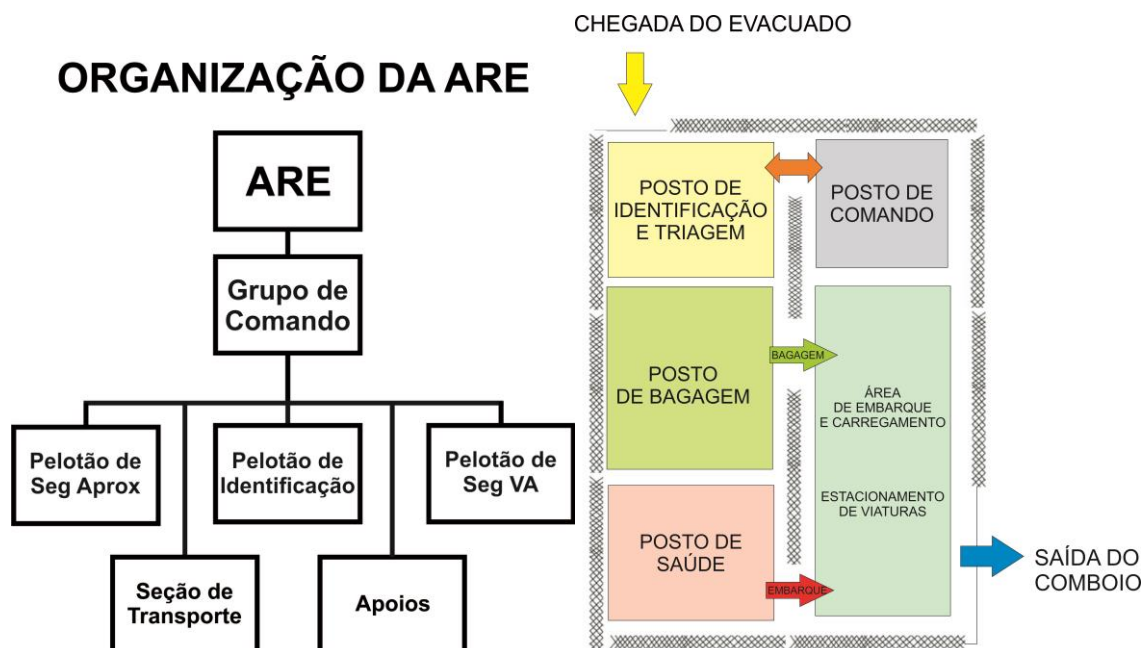 ORGANIZAÇÃO DA ARE
ARE
Grupo de
Comando
Pelotão de
Seg Aprox
Pelotão de
Identificação
Pelotão de
Seg VA
Seção de
Transporte
Apoios
CHEGADA DO EVACUADO
POSTO DE
IDENTIFICAÇÃO
E TRIAGEM
POSTO DE
COMANDO
POSTO
DE BAGAGEM
BAGAGEM
ÁREA
DE EMBARQUE
E CARREGAMENTO
ESTACIONAMENTO
DE VIATURAS
POSTO DE
SAÚDE
EMBARQUE
SAÍDA DO
COMBOIO